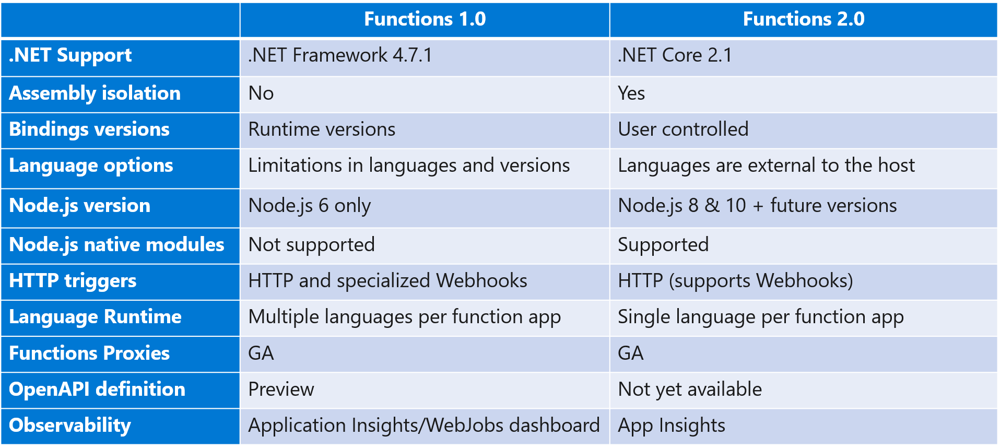 Functions 1.0 Functions 2.0
.NET Support .NET Framework 4.7.1 .NET Core 2.1
Assembly isolation No Yes
Bindings versions Runtime versions User controlled
Language options Limitations in languages and versions Languages are external to the host
Node.js version Node.js 6 only Node.js 8 & 10 + future versions
Node.js native modules Not supported Supported
HTTP triggers HTTP and specialized Webhooks HTTP (supports Webhooks)
Language Runtime Multiple languages per function app Single language per function app
Functions Proxies GA GA
OpenAPI definition Preview Not yet available
Observability Application Insights/WebJobs dashboard App Insights